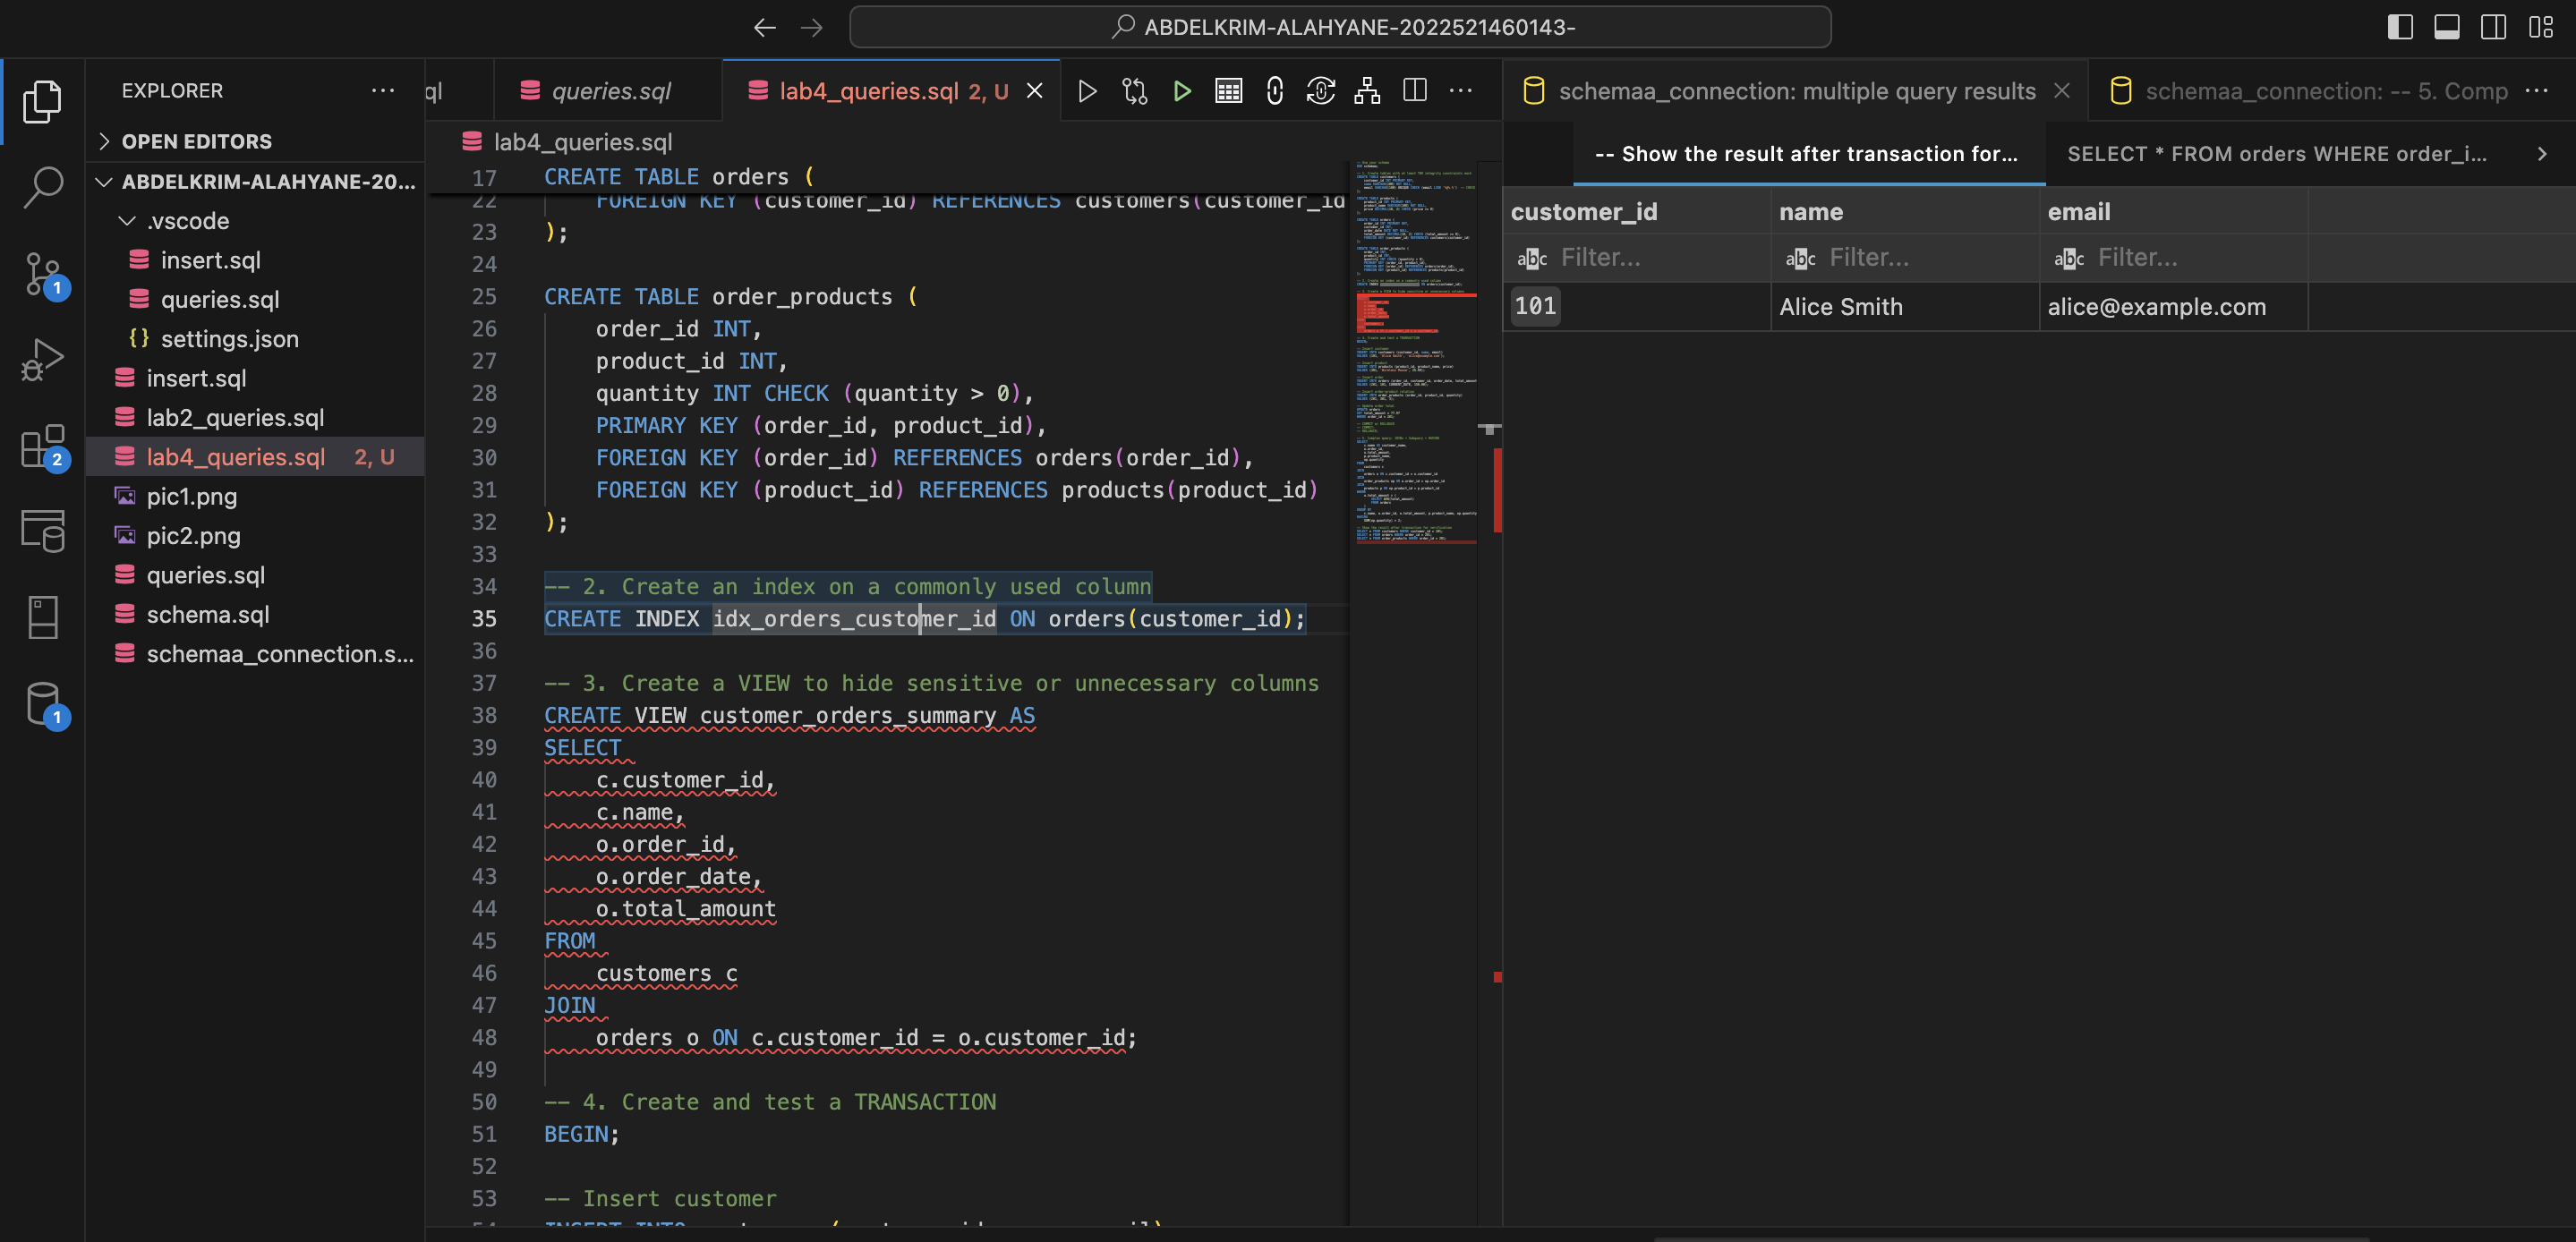 ABDELKRIM-ALAHYANE-2022521460143-
EXPLORER
OPEN EDITORS
ABDELKRIM-ALAHYANE-20...
.vscode
insert.sql
queries.sql
{} settings.json
insert.sql
lab2_queries.sql
lab4_queries.sql 2, U
pic1.png
pic2.png
queries.sql
schema.sql
schemaa_connection.s...
1
2
1
ql
queries.sql
lab4_queries.sql 2, U
lab4_queries.sql
17 CREATE TABLE orders (
22 FOREIGN KEY (customer_id) REFERENCES customers(customer_id
23 );
24
25 CREATE TABLE order_products (
26 order_id INT,
27 product_id INT,
28 quantity INT CHECK (quantity > 0),
29 PRIMARY KEY (order_id, product_id),
30 FOREIGN KEY (order_id) REFERENCES orders(order_id),
31 FOREIGN KEY (product_id) REFERENCES products(product_id)
32 );
33
34 -- 2. Create an index on a commonly used column
35 CREATE INDEX idx_orders_customer_id ON orders(customer_id);
36
37 -- 3. Create a VIEW to hide sensitive or unnecessary columns
38 CREATE VIEW customer_orders_summary AS
39 SELECT
40 c.customer_id,
41 c.name,
42 o.order_id,
43 o.order_date,
44 o.total_amount
45 FROM
46 customers c
47 JOIN
48 orders o ON c.customer_id = o.customer_id;
49
50 -- 4. Create and test a TRANSACTION
51 BEGIN;
52
53 -- Insert customer
schemaa_connection: multiple query results
schemaa_connection: -- 5. Comp
-- Show the result after transaction for...
SELECT * FROM orders WHERE order_i...
customer_id name email
abc Filter... abc Filter... abc Filter...
101 Alice Smith alice@example.com